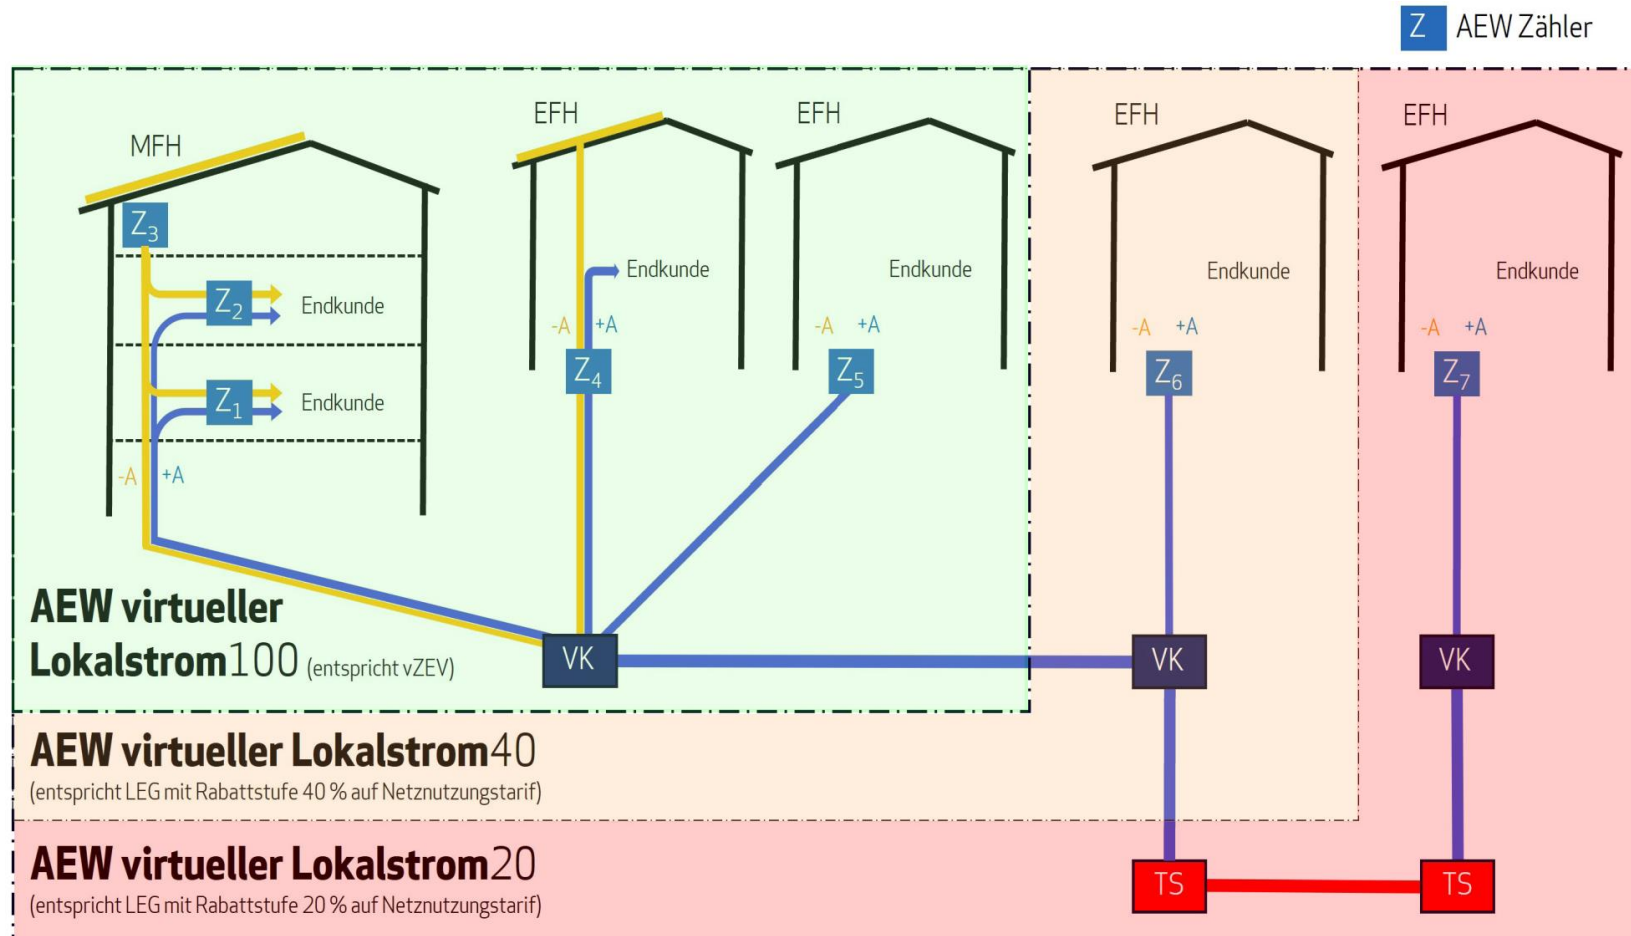 Z AEW Zähler
MFH
EFH
EFH
EFH
EFH
Z3
Z2
Endkunde
Z1
Endkunde
-A +A
Endkunde
-A +A
Z4
Endkunde
-A +A
Z5
Endkunde
-A +A
Z6
Endkunde
-A +A
Z7
AEW virtueller
Lokalstrom100 (entspricht vZEV)
VK
VK
VK
AEW virtueller Lokalstrom40
(entspricht LEG mit Rabattstufe 40 % auf Netznutzungstarif)
AEW virtueller Lokalstrom20
(entspricht LEG mit Rabattstufe 20 % auf Netznutzungstarif)
TS
TS